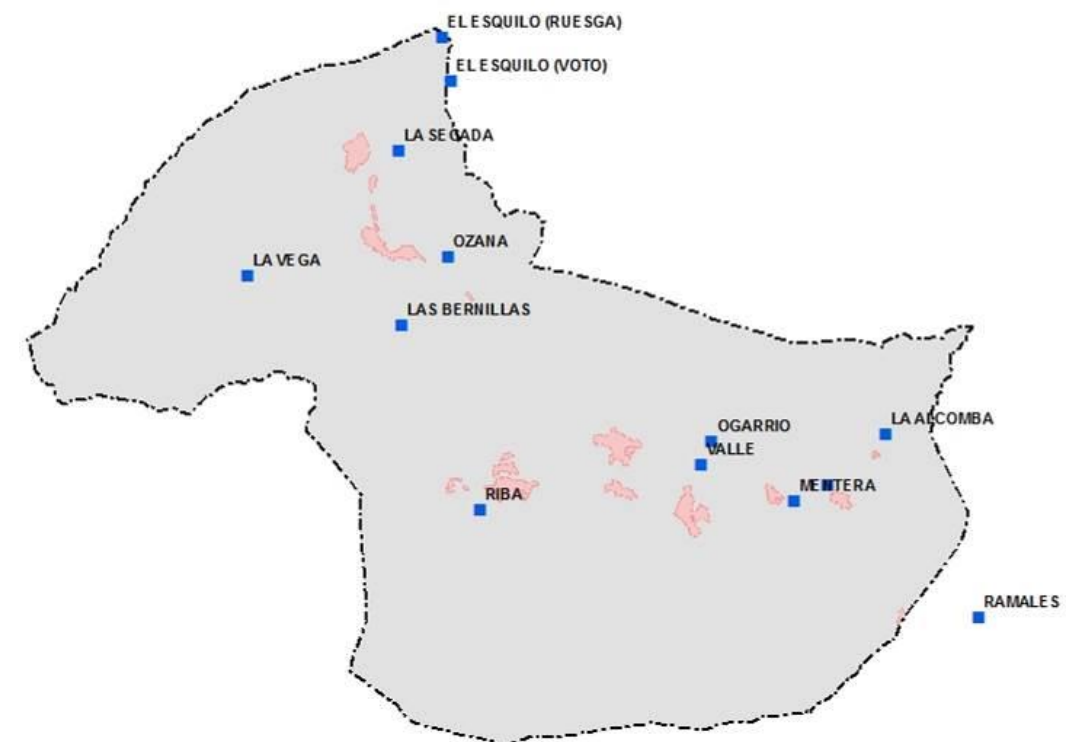 EL ESQUILO (RUESGA)
EL ESQUILO (VOTO)
LA SEGADA
OZANA
LA VEGA
LAS BERNILLAS
LA ALCOMBA
OGARRIO
VALLE
MENTERA
RIBA
RAMALES